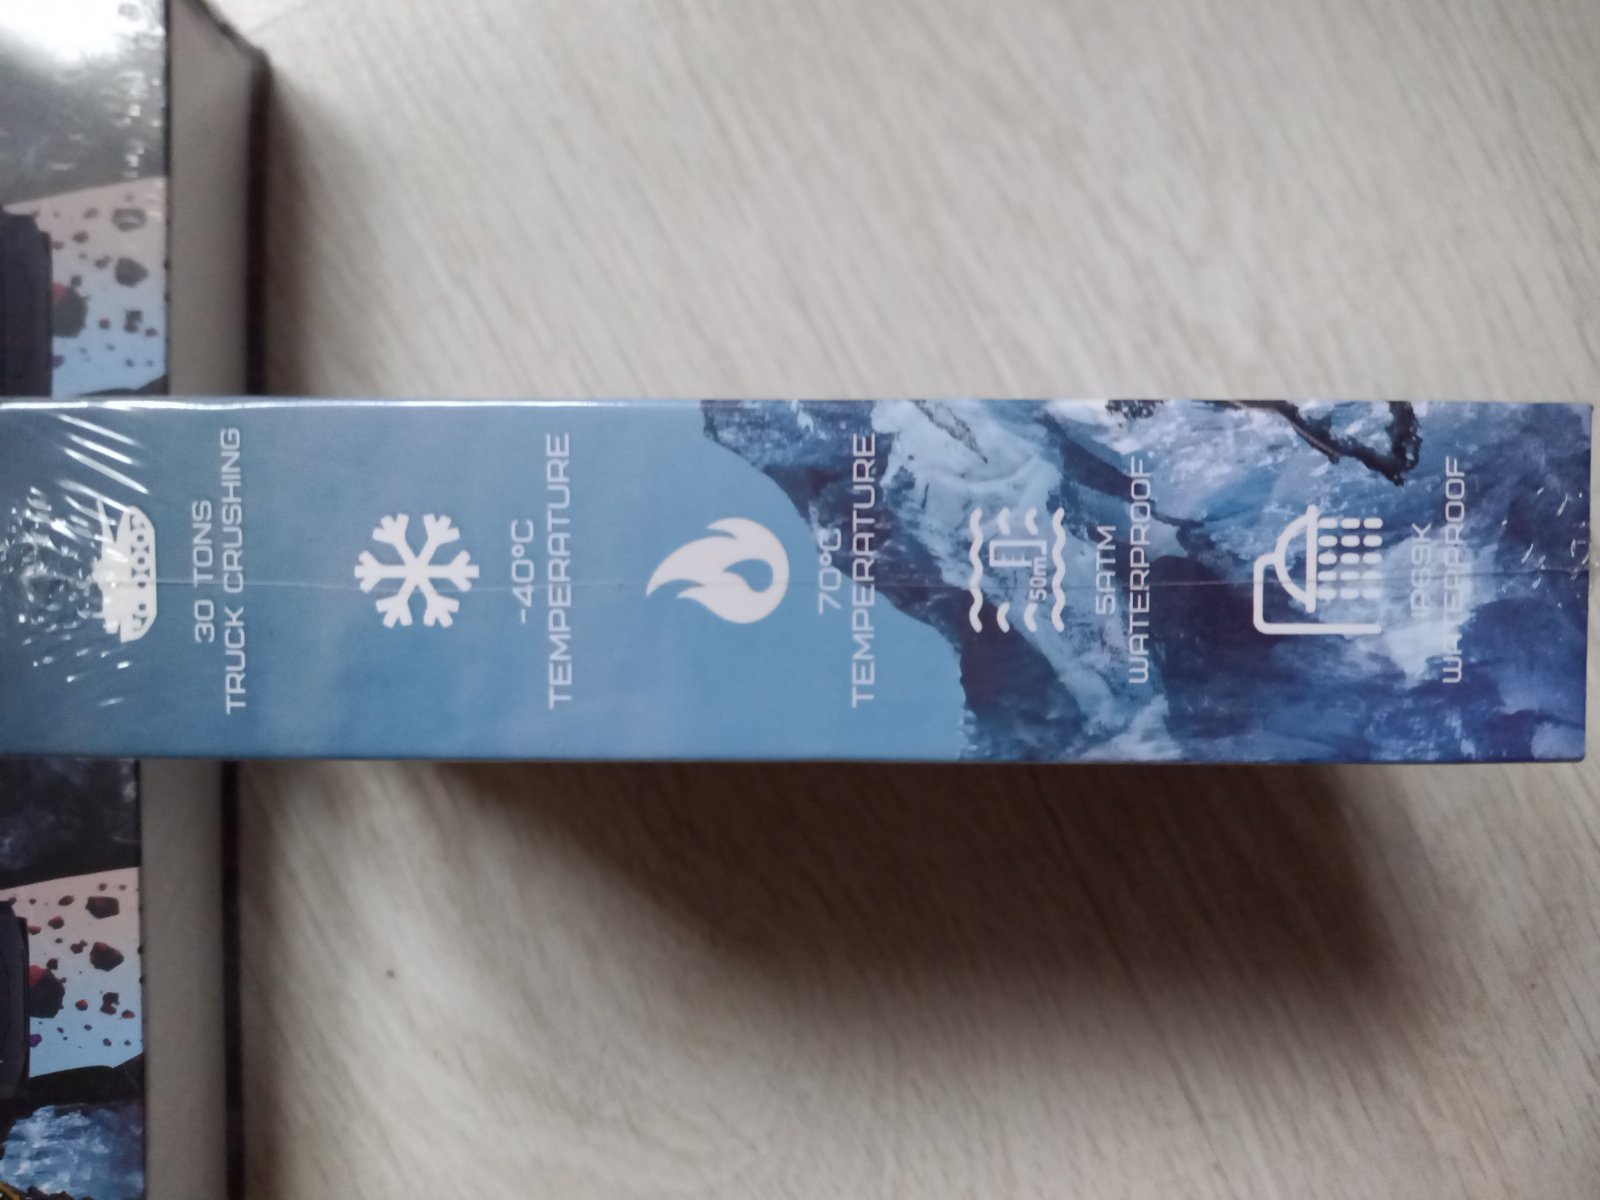 30 TONS
TRUCK CRUSHING
-40°C
TEMPERATURE
70°C
TEMPERATURE
50m
5ATM
WATERPROOF
IP69K
WATERPROOF